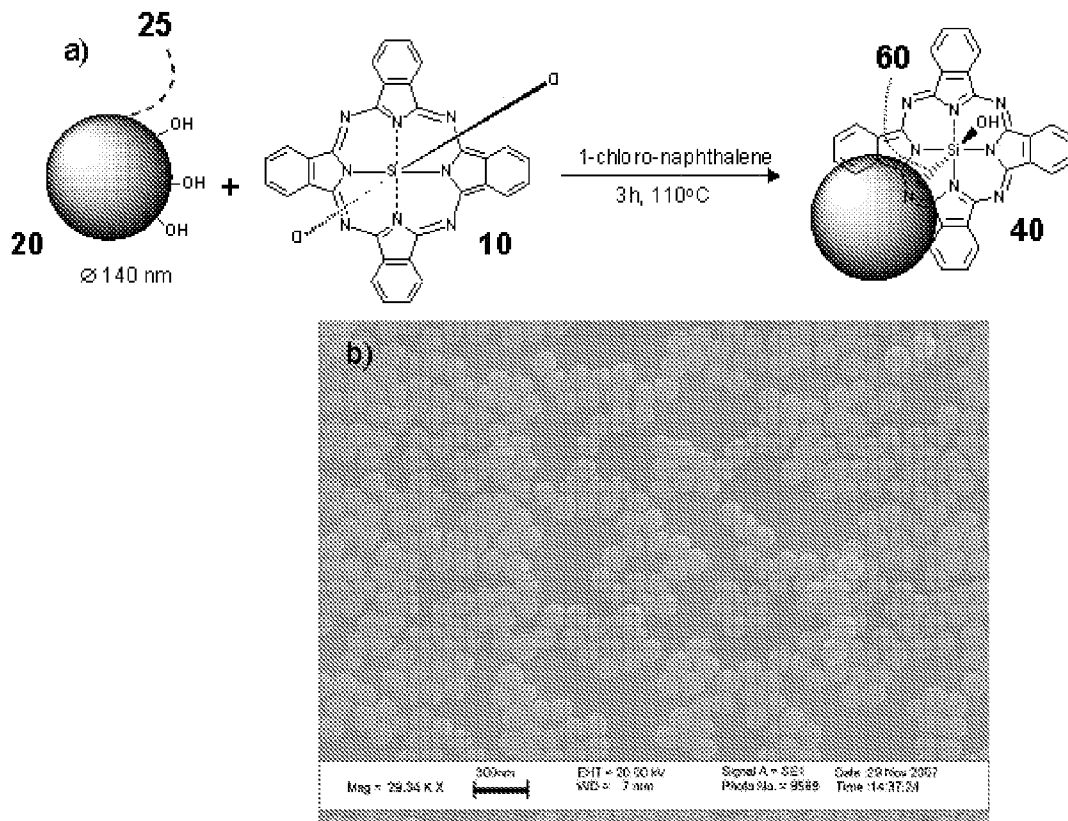 a)
25
OH
OH
OH
20
+
Ø 140 nm
N
N
N
N
Si
N
N
N
N
Cl
Cl
10
1-chloro-naphthalene
3h, 110°C
60
N
N
N
N
Si
OH
N
N
N
40
b)
Mag = 29.34 K X
300nm
EHT = 20.00 kV
WD = 7 mm
Signal A = SE1
Photo No. = 9569
Date :29 Nov 2007
Time :14:37:24